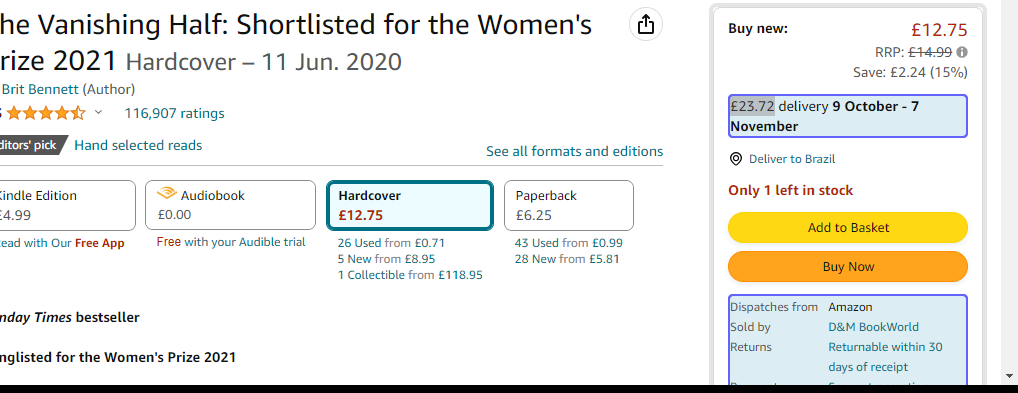 he Vanishing Half: Shortlisted for the Women's
rize 2021 Hardcover – 11 Jun. 2020
Brit Bennett (Author)
116,907 ratings
ditors' pick Hand selected reads
See all formats and editions
Kindle Edition
£4.99
ead with Our Free App
Audiobook
£0.00
Free with your Audible trial
Hardcover
£12.75
26 Used from £0.71
5 New from £8.95
1 Collectible from £118.95
Paperback
£6.25
43 Used from £0.99
28 New from £5.81
nday Times bestseller
nglisted for the Women's Prize 2021
Buy new: £12.75
RRP: £14.99
Save: £2.24 (15%)
£23.72 delivery 9 October - 7
November
Deliver to Brazil
Only 1 left in stock
Add to Basket
Buy Now
Dispatches from Amazon
Sold by D&M BookWorld
Returns Returnable within 30
days of receipt